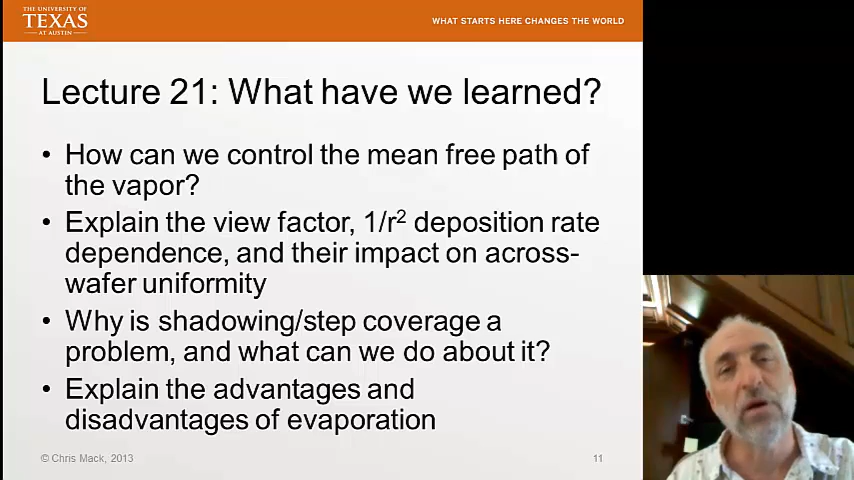 THE UNIVERSITY OF
TEXAS
AT AUSTIN
WHAT STARTS HERE CHANGES THE WORLD
Lecture 21: What have we learned?
• How can we control the mean free path of
the vapor?
• Explain the view factor, 1/r² deposition rate
dependence, and their impact on across-
wafer uniformity
• Why is shadowing/step coverage a
problem, and what can we do about it?
• Explain the advantages and
disadvantages of evaporation
© Chris Mack, 2013
11